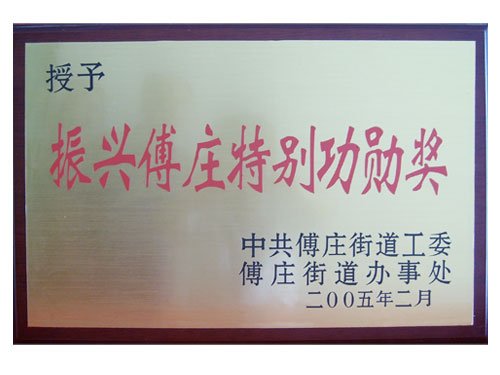 授予
振兴傅庄特别功勋奖
中共傅庄街道工委
傅庄街道办事处
二00五年二月